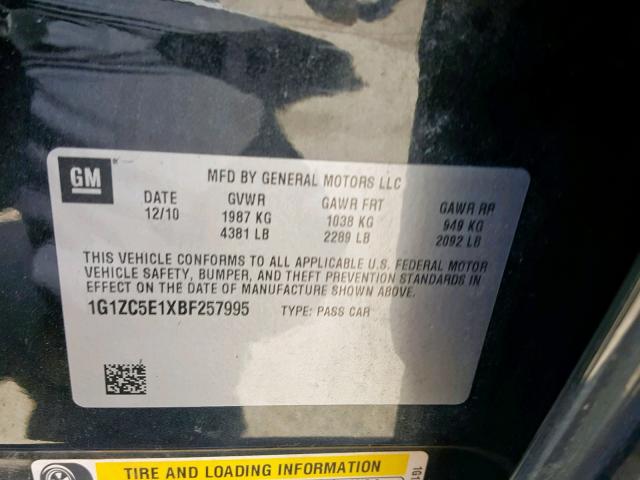 GM
MFD BY GENERAL MOTORS LLC
DATE GVWR GAWR FRT GAWR RR
12/10 1987 KG 1038 KG 949 KG
4381 LB 2289 LB 2092 LB
THIS VEHICLE CONFORMS TO ALL APPLICABLE U.S. FEDERAL MOTOR
VEHICLE SAFETY, BUMPER, AND THEFT PREVENTION STANDARDS IN
EFFECT ON THE DATE OF MANUFACTURE SHOWN ABOVE.
1G1ZC5E1XBF257995 TYPE: PASS CAR
TIRE AND LOADING INFORMATION
1G1